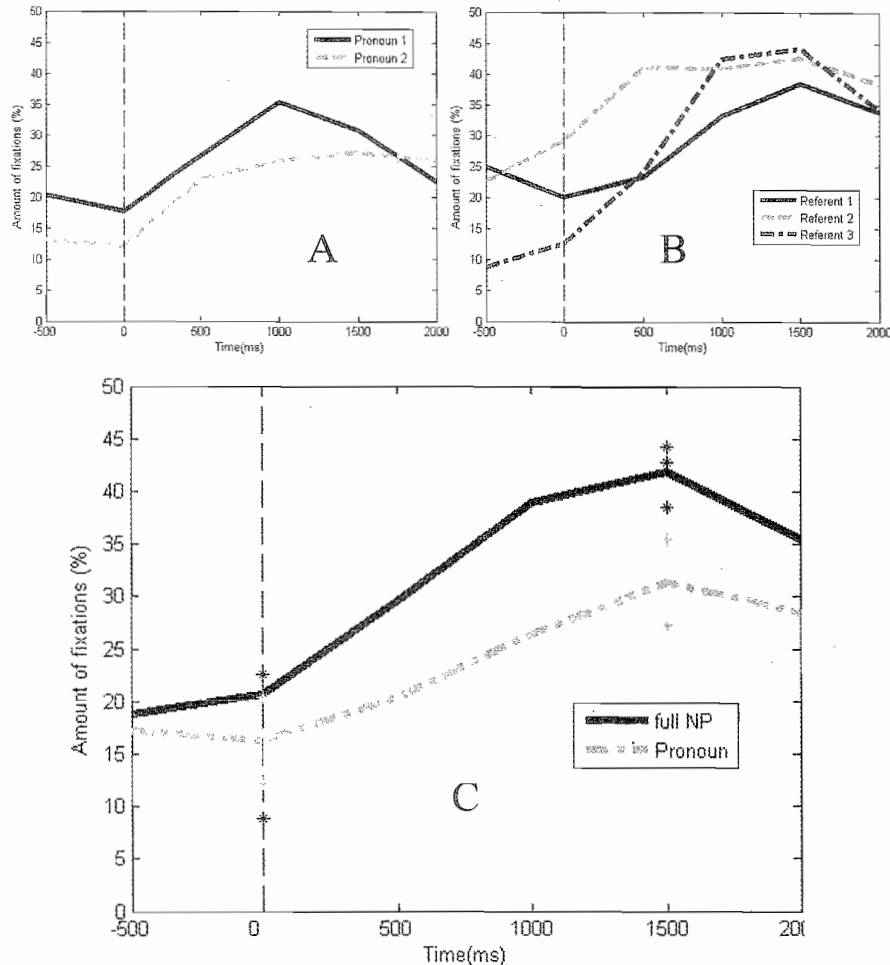 50
45
40
35
30
25
20
15
10
5
0
Amount of fixations (%)
Pronoun 1
Pronoun 2
A
-500 0 500 1000 1500 2000
Time(ms)
50
45
40
35
30
25
20
15
10
5
0
Amount of fixations (%)
Referent 1
Referent 2
Referent 3
B
-500 0 500 1000 1500 2000
Time(ms)
50
45
40
35
30
25
20
15
10
5
0
Amount of fixations (%)
full NP
Pronoun
C
-500 0 500 1000 1500 200
Time(ms)